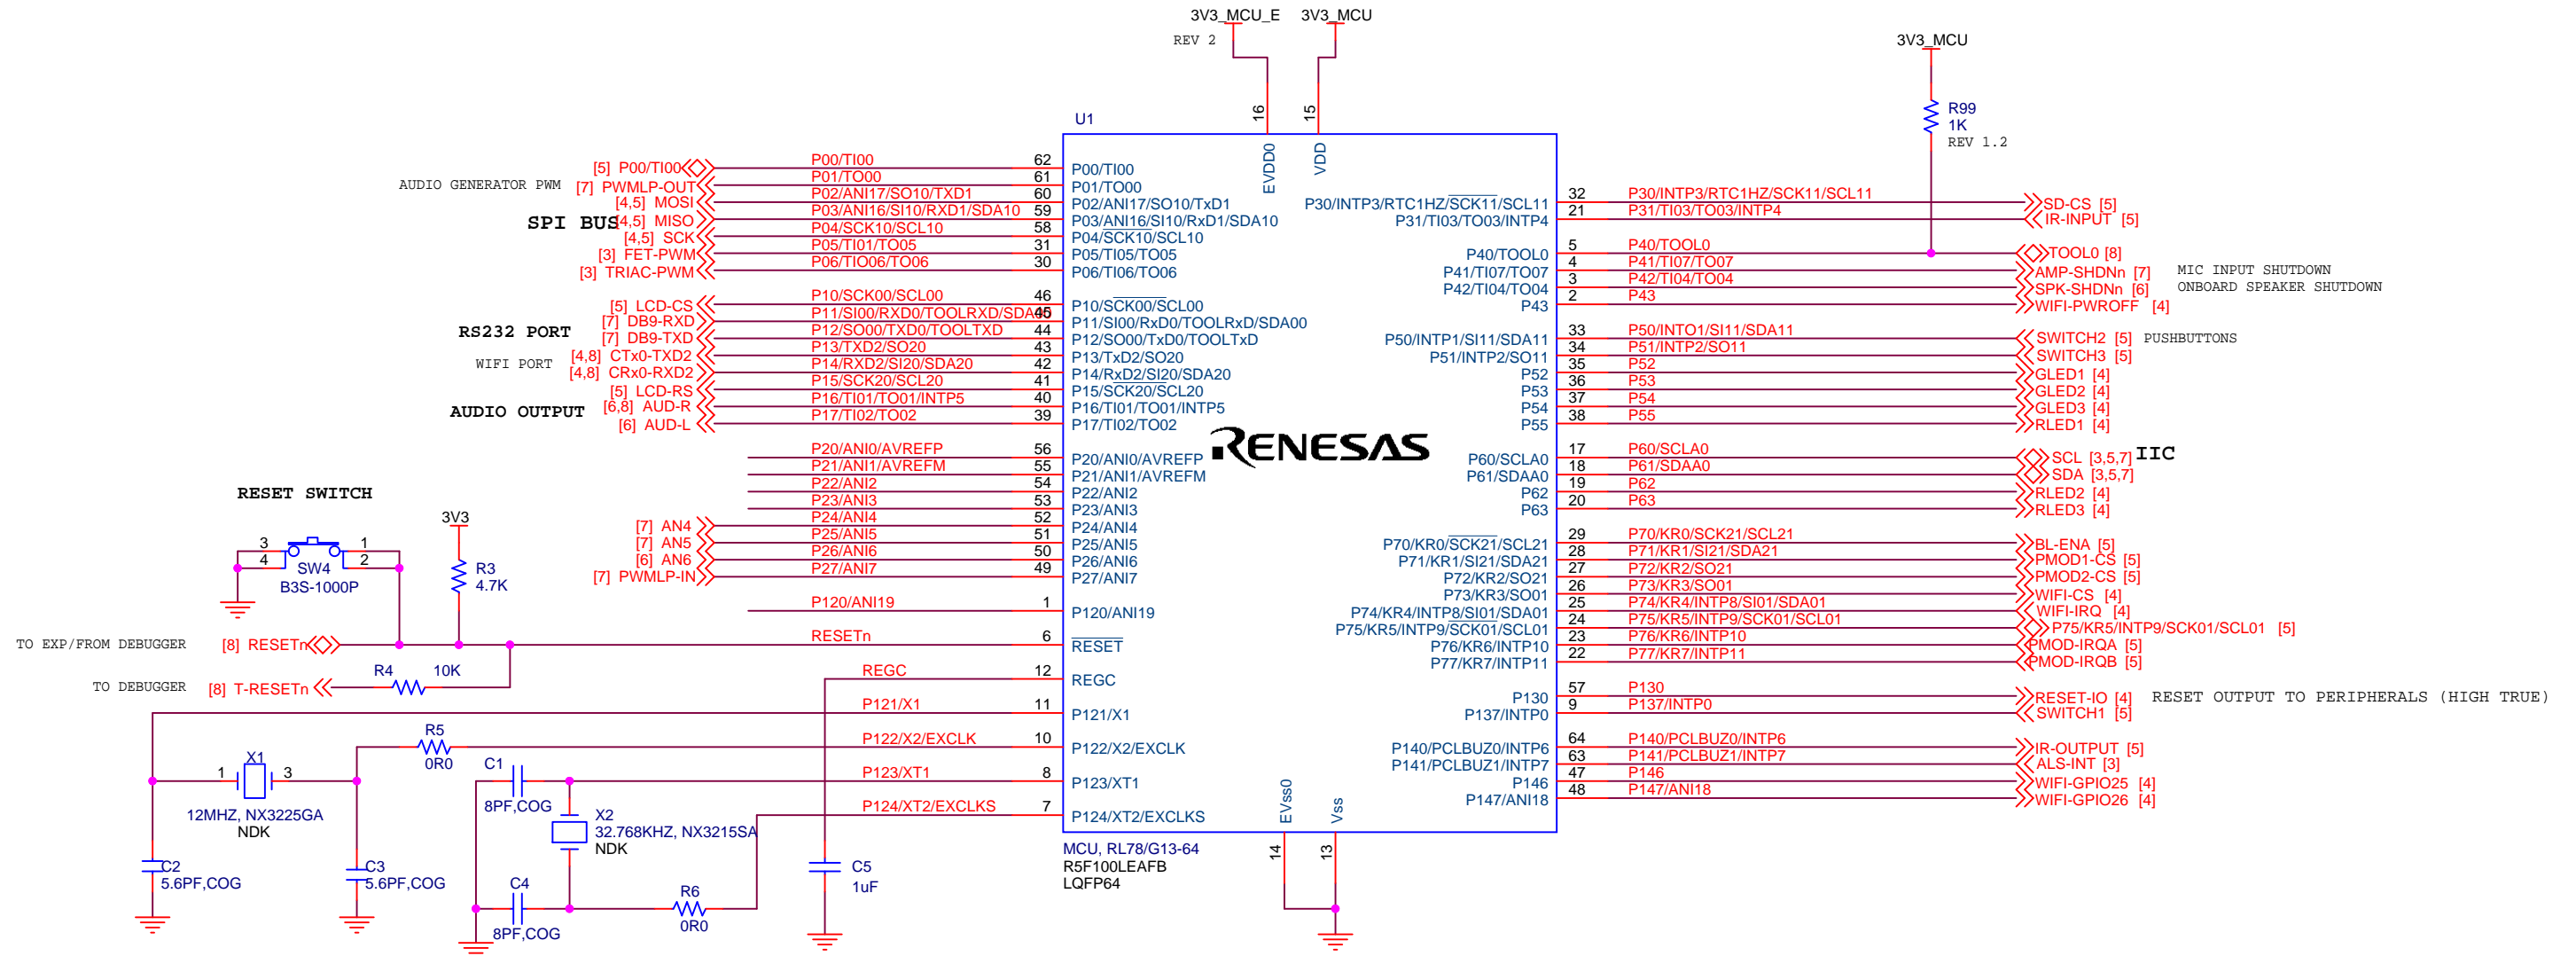 3V3_MCU_E 3V3_MCU
REV 2
3V3_MCU
R99
1K
REV 1.2
U1
16 EVDD0
15 VDD
[5] P00/TI00 P00/TI00 62 P00/TI00
AUDIO GENERATOR PWM [7] PWMLP-OUT P01/TO00 61 P01/TO00
[4,5] MOSI P02/ANI17/SO10/TXD1 60 P02/ANI17/SO10/TxD1
SPI BUS [4,5] MISO P03/ANI16/SI10/RXD1/SDA10 59 P03/ANI16/SI10/RxD1/SDA10
[4,5] SCK P04/SCK10/SCL10 58 P04/SCK10/SCL10
[3] FET-PWM P05/TI01/TO05 31 P05/TI05/TO05
[3] TRIAC-PWM P06/TIO06/TO06 30 P06/TI06/TO06
[5] LCD-CS P10/SCK00/SCL00 46 P10/SCK00/SCL00
[7] DB9-RXD P11/SI00/RXD0/TOOLRXD/SDA00 45 P11/SI00/RxD0/TOOLRxD/SDA00
RS232 PORT [7] DB9-TXD P12/SO00/TXD0/TOOLTXD 44 P12/SO00/TxD0/TOOLTxD
[4,8] CTx0-TXD2 P13/TXD2/SO20 43 P13/TxD2/SO20
WIFI PORT [4,8] CRx0-RXD2 P14/RXD2/SI20/SDA20 42 P14/RxD2/SI20/SDA20
[5] LCD-RS P15/SCK20/SCL20 41 P15/SCK20/SCL20
AUDIO OUTPUT [6,8] AUD-R P16/TI01/TO01/INTP5 40 P16/TI01/TO01/INTP5
[6] AUD-L P17/TI02/TO02 39 P17/TI02/TO02
RENESAS
P20/ANI0/AVREFP 56 P20/ANI0/AVREFP
P21/ANI1/AVREFM 55 P21/ANI1/AVREFM
P22/ANI2 54 P22/ANI2
P23/ANI3 53 P23/ANI3
[7] AN4 P24/ANI4 52 P24/ANI4
[7] AN5 P25/ANI5 51 P25/ANI5
[6] AN6 P26/ANI6 50 P26/ANI6
[7] PWMLP-IN P27/ANI7 49 P27/ANI7
P120/ANI19 1 P120/ANI19
TO EXP/FROM DEBUGGER [8] RESETn RESETn 6 RESET
TO DEBUGGER [8] T-RESETn R4 10K
REGC 12 REGC
P121/X1 11 P121/X1
P122/X2/EXCLK 10 P122/X2/EXCLK
P123/XT1 8 P123/XT1
P124/XT2/EXCLKS 7 P124/XT2/EXCLKS
RESET SWITCH
3 1
4 2
SW4
B3S-1000P
3V3
R3
4.7K
R5
0R0
X1
1 3
12MHZ, NX3225GA
NDK
C2
5.6PF,COG
C3
5.6PF,COG
C1
8PF,COG
X2
32.768KHZ, NX3215SA
NDK
C4
8PF,COG
R6
0R0
C5
1uF
MCU, RL78/G13-64
R5F100LEAFB
LQFP64
14 EVss0
13 Vss
P30/INTP3/RTC1HZ/SCK11/SCL11 32 P30/INTP3/RTC1HZ/SCK11/SCL11 SD-CS [5]
P31/TI03/TO03/INTP4 21 P31/TI03/TO03/INTP4 IR-INPUT [5]
P40/TOOL0 5 P40/TOOL0 TOOL0 [8]
P41/TI07/TO07 4 P41/TI07/TO07 AMP-SHDNn [7] MIC INPUT SHUTDOWN
P42/TI04/TO04 3 P42/TI04/TO04 SPK-SHDNn [6] ONBOARD SPEAKER SHUTDOWN
P43 2 P43 WIFI-PWROFF [4]
P50/INTP1/SI11/SDA11 33 P50/INTO1/SI11/SDA11 SWITCH2 [5] PUSHBUTTONS
P51/INTP2/SO11 34 P51/INTP2/SO11 SWITCH3 [5]
P52 35 P52 GLED1 [4]
P53 36 P53 GLED2 [4]
P54 37 P54 GLED3 [4]
P55 38 P55 RLED1 [4]
P60/SCLA0 17 P60/SCLA0 SCL [3,5,7] IIC
P61/SDAA0 18 P61/SDAA0 SDA [3,5,7]
P62 19 P62 RLED2 [4]
P63 20 P63 RLED3 [4]
P70/KR0/SCK21/SCL21 29 P70/KR0/SCK21/SCL21 BL-ENA [5]
P71/KR1/SI21/SDA21 28 P71/KR1/SI21/SDA21 PMOD1-CS [5]
P72/KR2/SO21 27 P72/KR2/SO21 PMOD2-CS [5]
P73/KR3/SO01 26 P73/KR3/SO01 WIFI-CS [4]
P74/KR4/INTP8/SI01/SDA01 25 P74/KR4/INTP8/SI01/SDA01 WIFI-IRQ [4]
P75/KR5/INTP9/SCK01/SCL01 24 P75/KR5/INTP9/SCK01/SCL01 P75/KR5/INTP9/SCK01/SCL01 [5]
P76/KR6/INTP10 23 P76/KR6/INTP10 PMOD-IRQA [5]
P77/KR7/INTP11 22 P77/KR7/INTP11 PMOD-IRQB [5]
P130 57 P130 RESET-IO [4] RESET OUTPUT TO PERIPHERALS (HIGH TRUE)
P137/INTP0 9 P137/INTP0 SWITCH1 [5]
P140/PCLBUZ0/INTP6 64 P140/PCLBUZ0/INTP6 IR-OUTPUT [5]
P141/PCLBUZ1/INTP7 63 P141/PCLBUZ1/INTP7 ALS-INT [3]
P146 47 P146 WIFI-GPIO25 [4]
P147/ANI18 48 P147/ANI18 WIFI-GPIO26 [4]